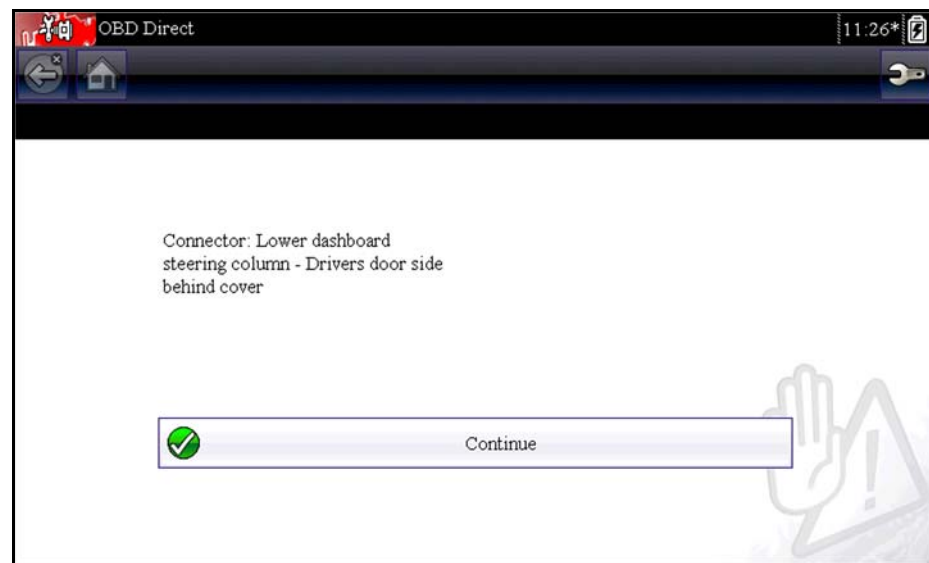 OBD Direct
11:26*
Connector: Lower dashboard
steering column - Drivers door side
behind cover
Continue